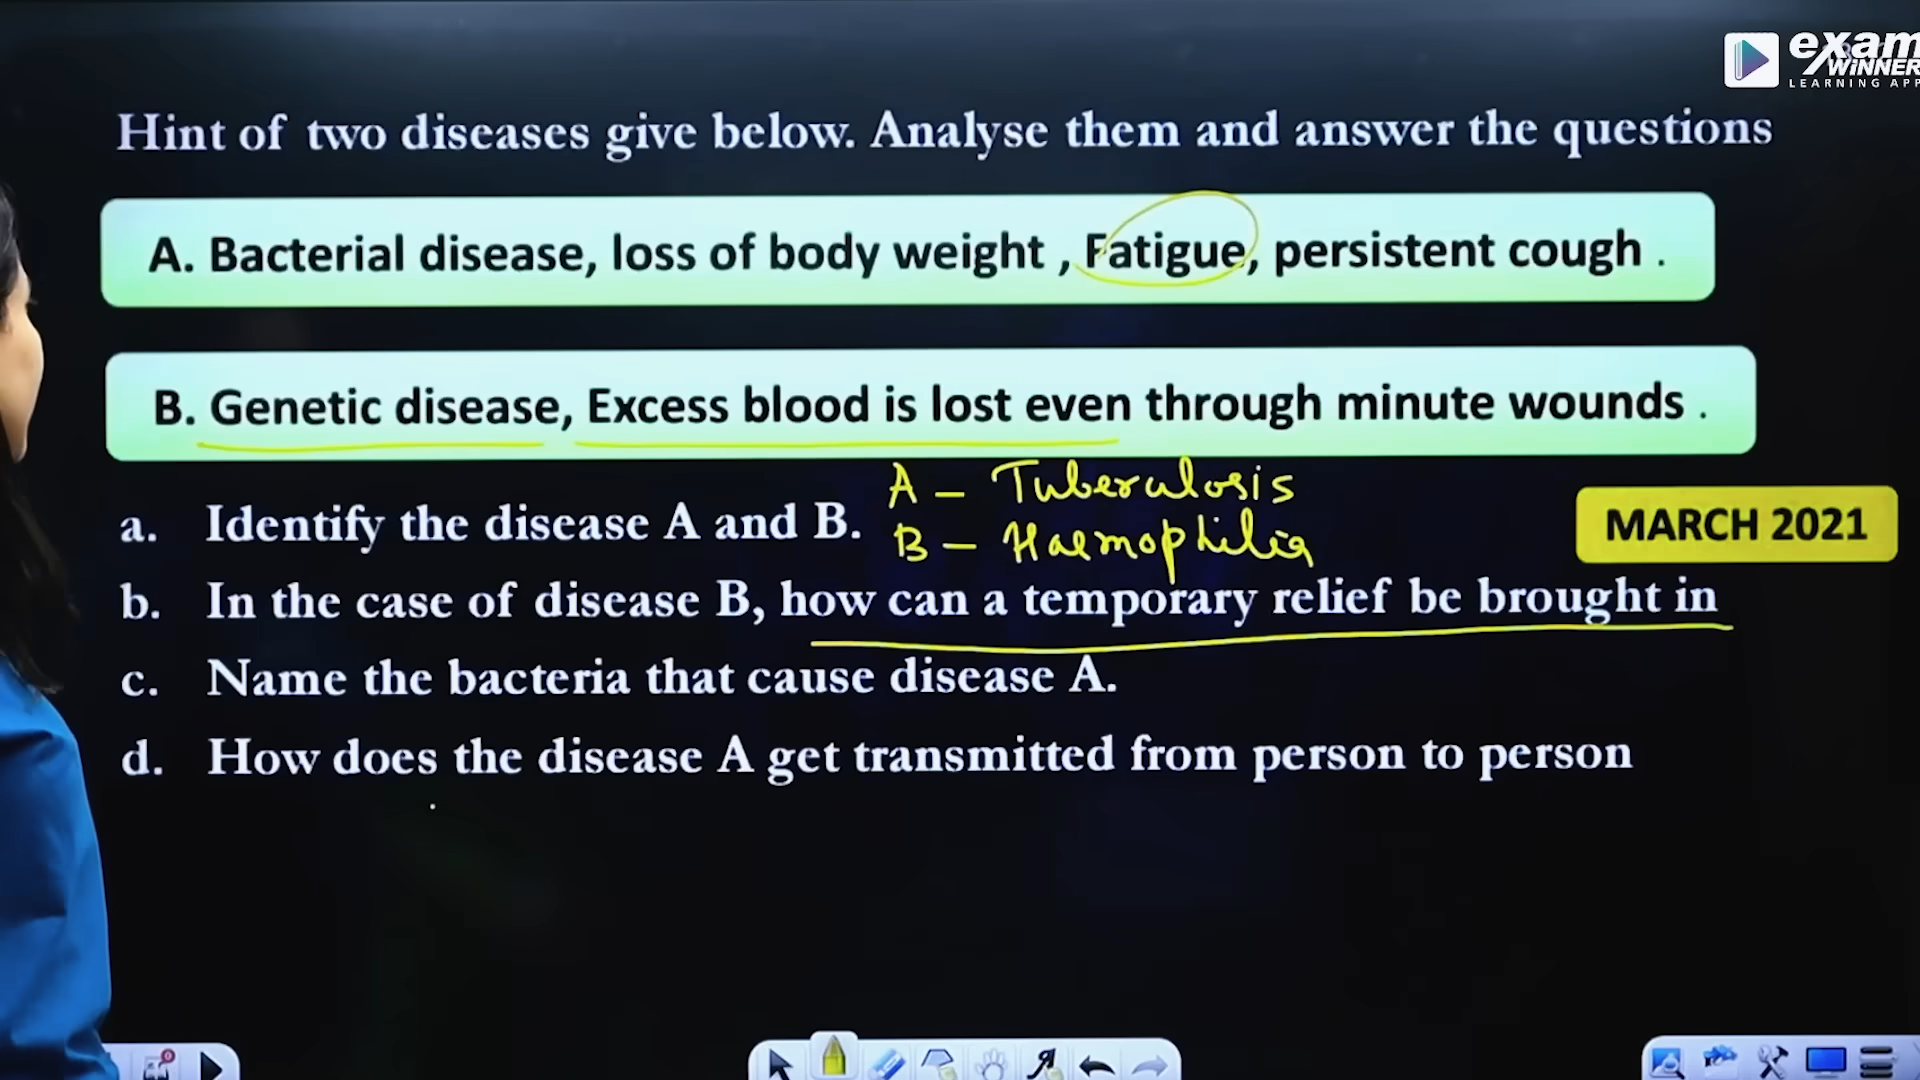 exam
WINNER
LEARNING APP
Hint of two diseases give below. Analyse them and answer the questions
A. Bacterial disease, loss of body weight , Fatigue, persistent cough .
B. Genetic disease, Excess blood is lost even through minute wounds .
A - Tuberculosis
a. Identify the disease A and B.
B - Haemophilia
MARCH 2021
b. In the case of disease B, how can a temporary relief be brought in
c. Name the bacteria that cause disease A.
d. How does the disease A get transmitted from person to person